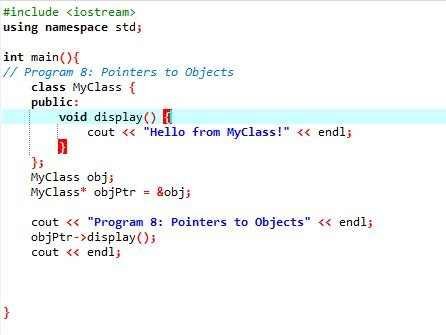 #include <iostream>
using namespace std;
int main(){
// Program 8: Pointers to Objects
class MyClass {
public:
void display() {
cout << "Hello from MyClass!" << endl;
}
};
MyClass obj;
MyClass* objPtr = &obj;
cout << "Program 8: Pointers to Objects" << endl;
objPtr->display();
cout << endl;
}